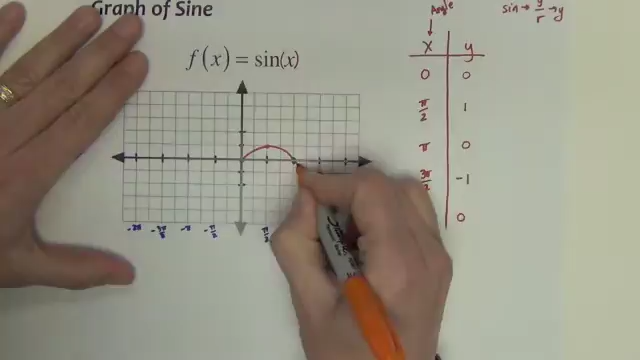 Graph of Sine
Angle
sin → y/r → y
f(x) = sin(x)
x y
0 0
π/2 1
π 0
3π/2 -1
0
-2π -3π/2 -π -π/2 π/2